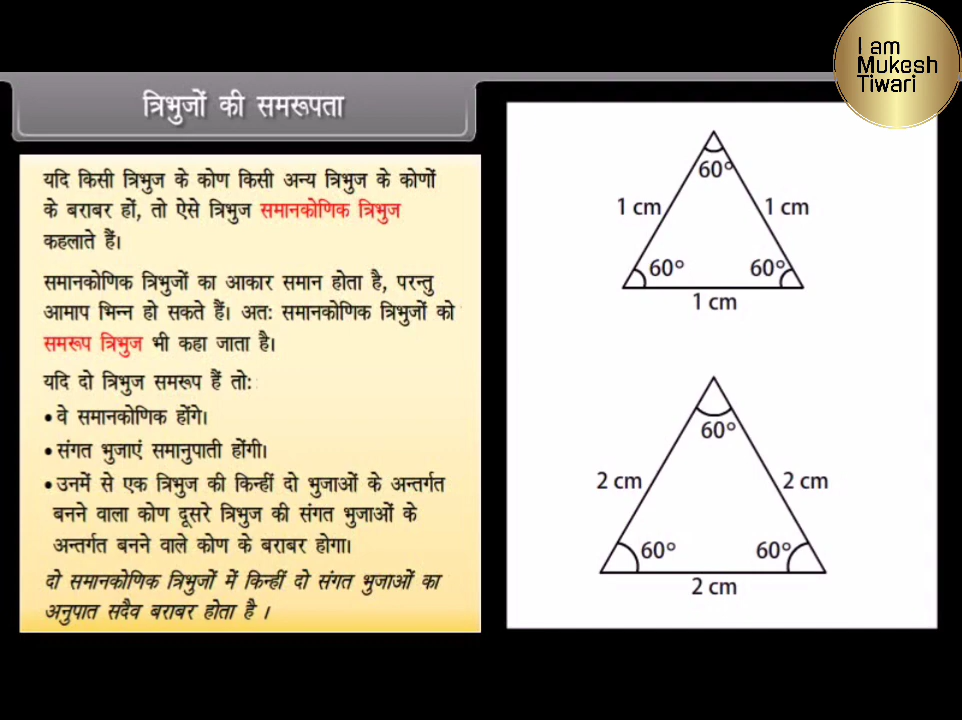 I am
Mukesh
Tiwari
त्रिभुजों की समरूपता
यदि किसी त्रिभुज के कोण किसी अन्य त्रिभुज के कोणों
के बराबर हों, तो ऐसे त्रिभुज समानकोणिक त्रिभुज
कहलाते हैं।
समानकोणिक त्रिभुजों का आकार समान होता है, परन्तु
आमाप भिन्न हो सकते हैं। अतः समानकोणिक त्रिभुजों को
समरूप त्रिभुज भी कहा जाता है।
यदि दो त्रिभुज समरूप हैं तो:
• वे समानकोणिक होंगे।
• संगत भुजाएं समानुपाती होंगी।
• उनमें से एक त्रिभुज की किन्हीं दो भुजाओं के अन्तर्गत
बनने वाला कोण दूसरे त्रिभुज की संगत भुजाओं के
अन्तर्गत बनने वाले कोण के बराबर होगा।
दो समानकोणिक त्रिभुजों में किन्हीं दो संगत भुजाओं का
अनुपात सदैव बराबर होता है ।
60°
1 cm 1 cm
60° 60°
1 cm
60°
2 cm 2 cm
60° 60°
2 cm